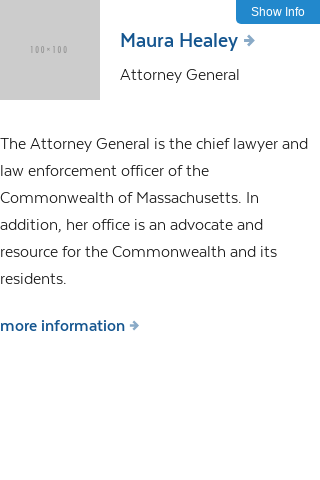 Show Info
100×100
Maura Healey
Attorney General
The Attorney General is the chief lawyer and
law enforcement officer of the
Commonwealth of Massachusetts. In
addition, her office is an advocate and
resource for the Commonwealth and its
residents.
more information